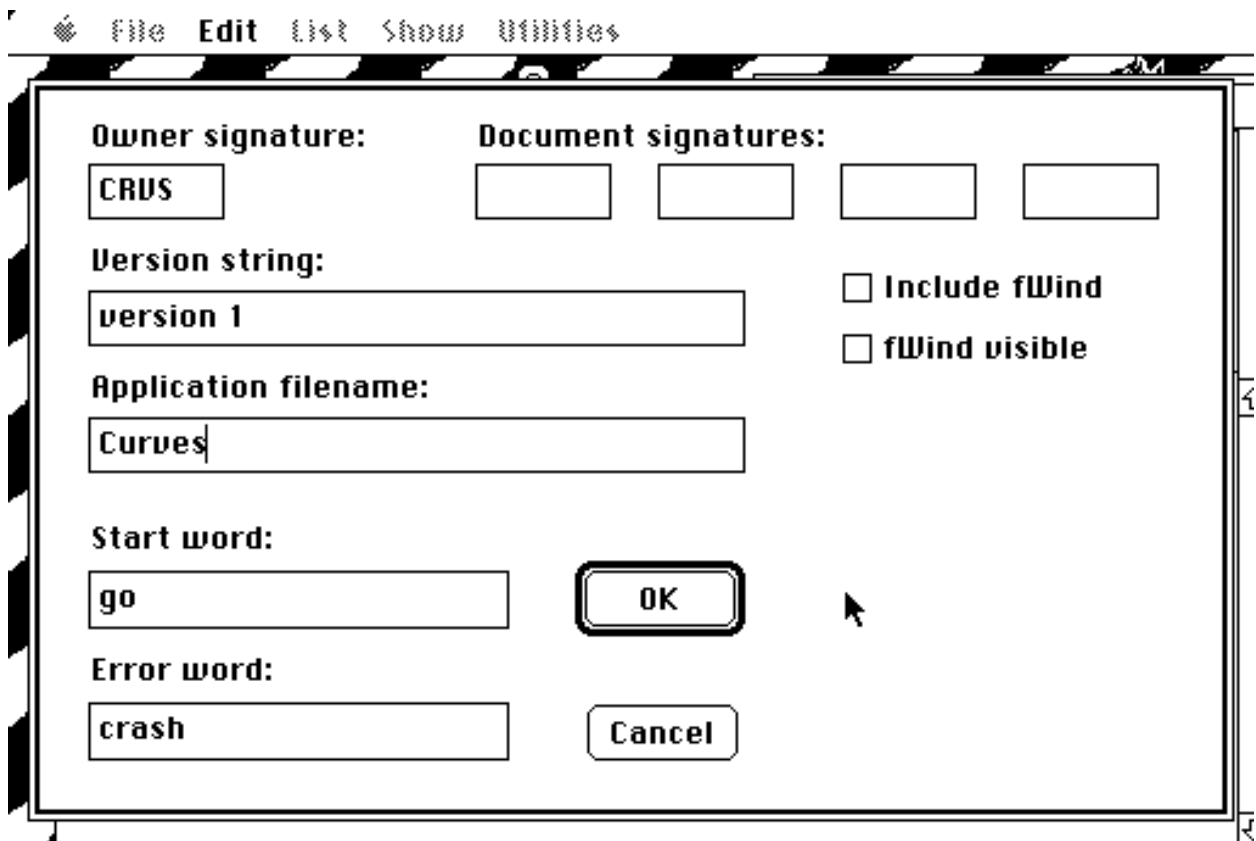 File Edit List Show Utilities
Owner signature: Document signatures:
CRVS
Version string:
Include fWind
version 1
fWind visible
Application filename:
Curves
Start word:
go OK
Error word:
crash Cancel